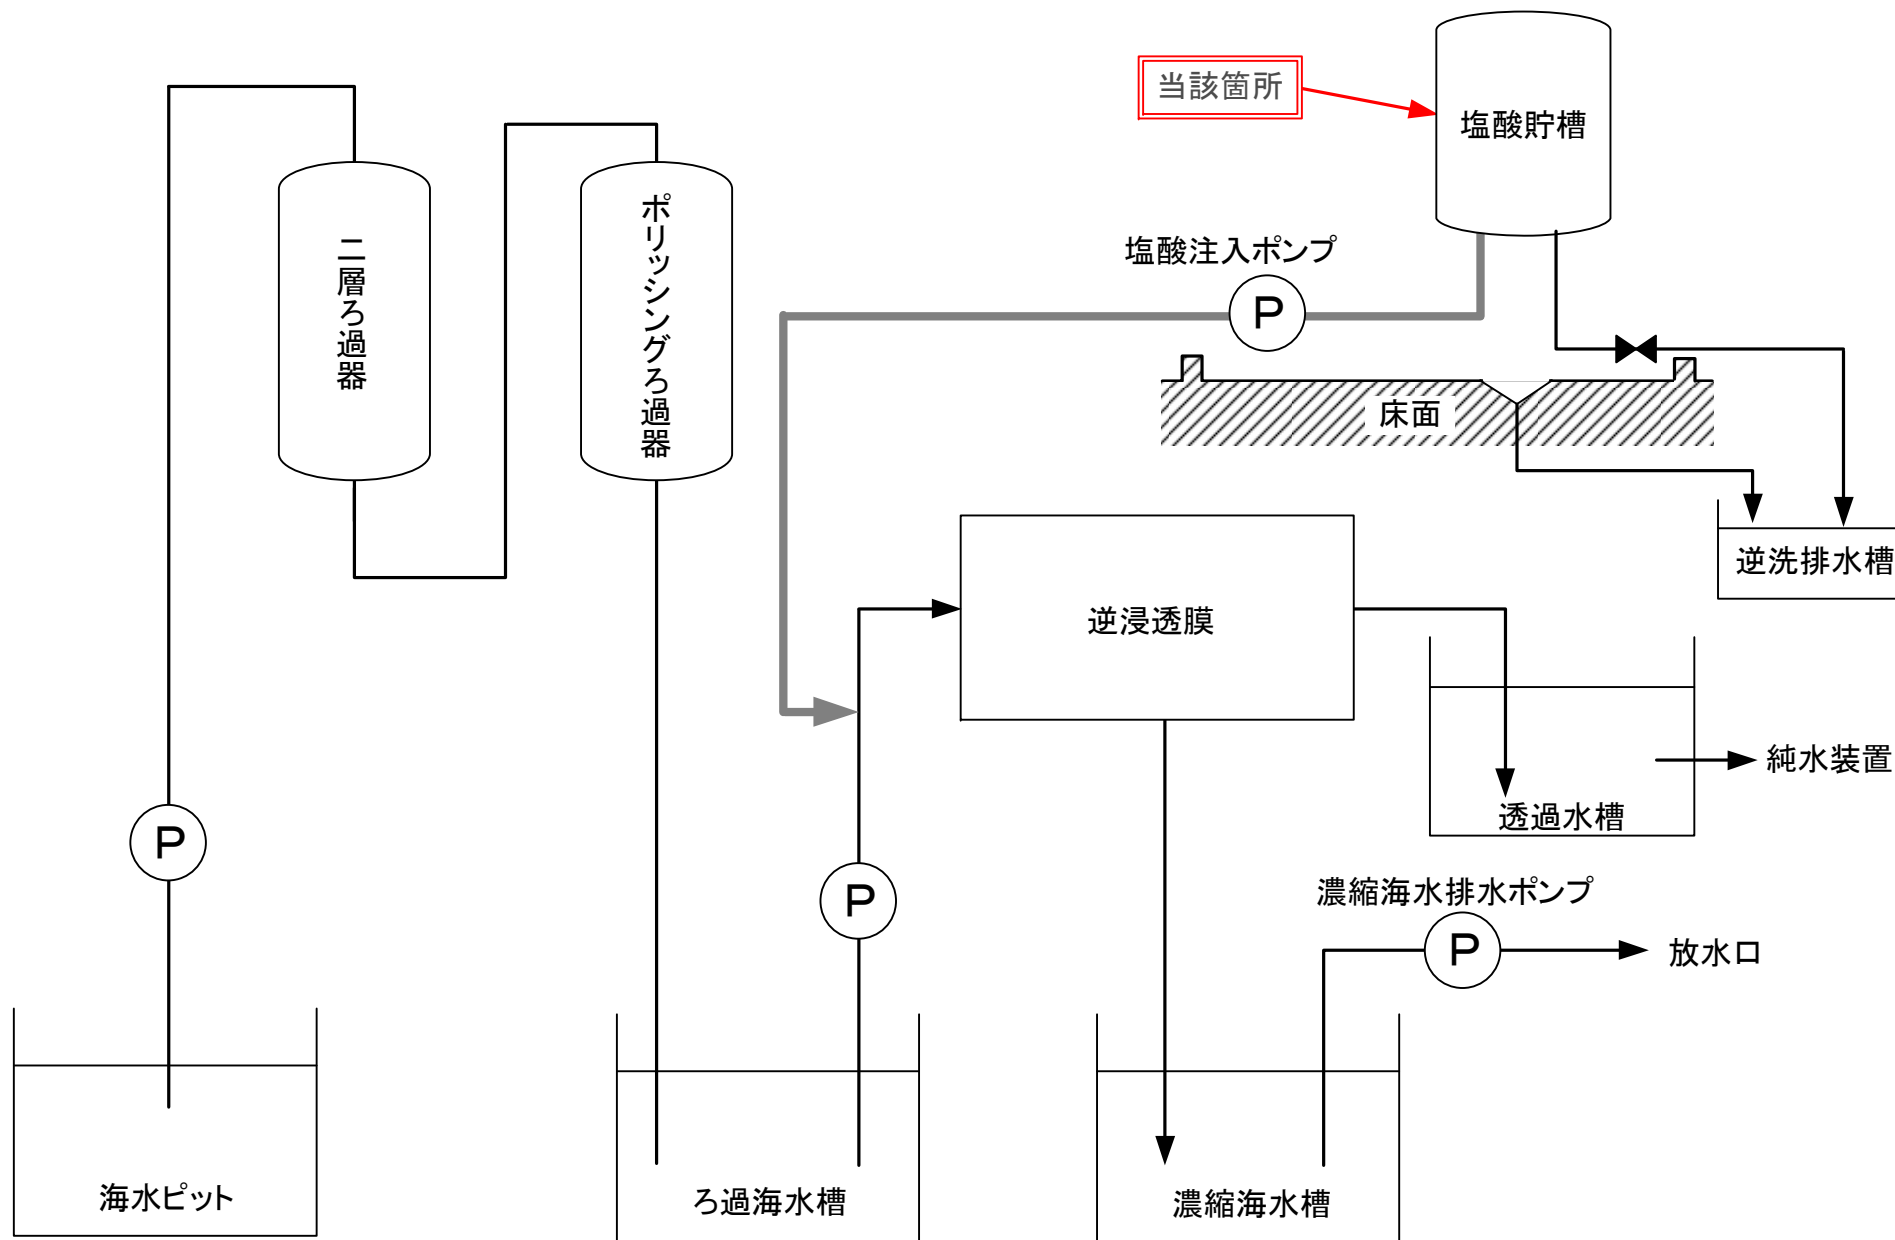 当該箇所
塩酸貯槽
二層ろ過器
ポリッシングろ過器
塩酸注入ポンプ
P
床面
逆洗排水槽
逆浸透膜
純水装置
透過水槽
P
P
濃縮海水排水ポンプ
P
放水口
海水ピット
ろ過海水槽
濃縮海水槽